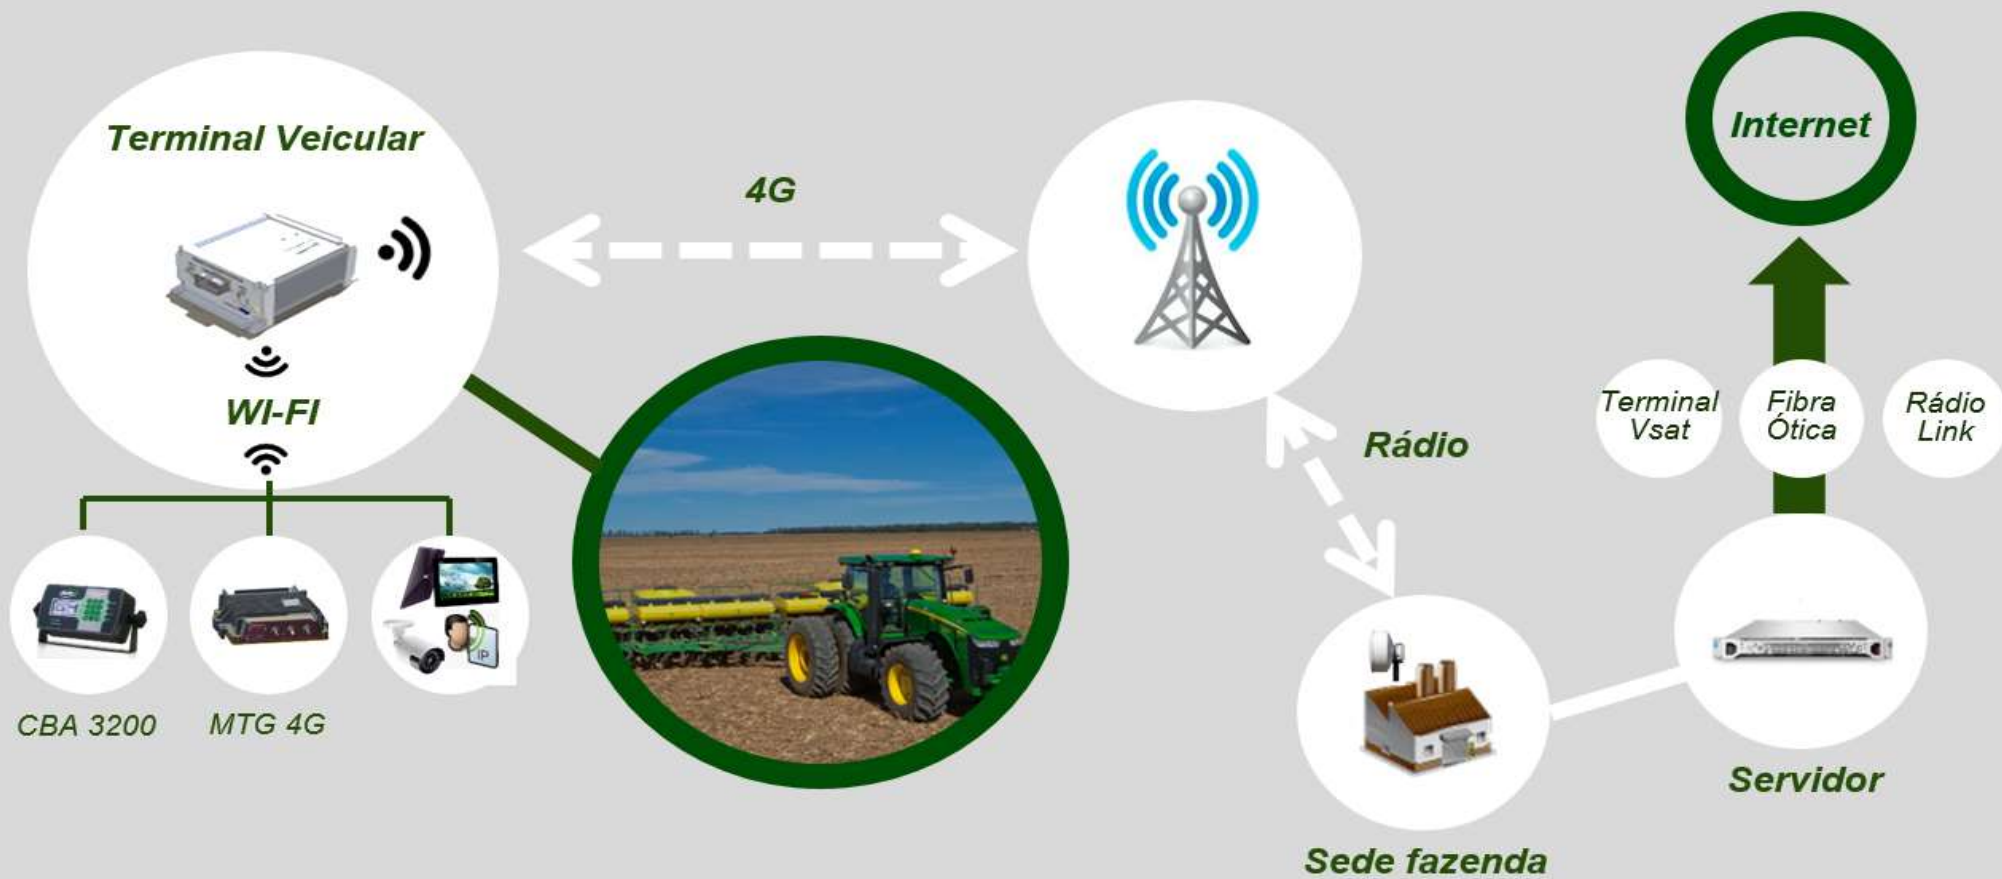 Terminal Veicular
WI-FI
CBA 3200
MTG 4G
IP
4G
Rádio
Sede fazenda
Servidor
Terminal
Vsat
Fibra
Ótica
Rádio
Link
Internet